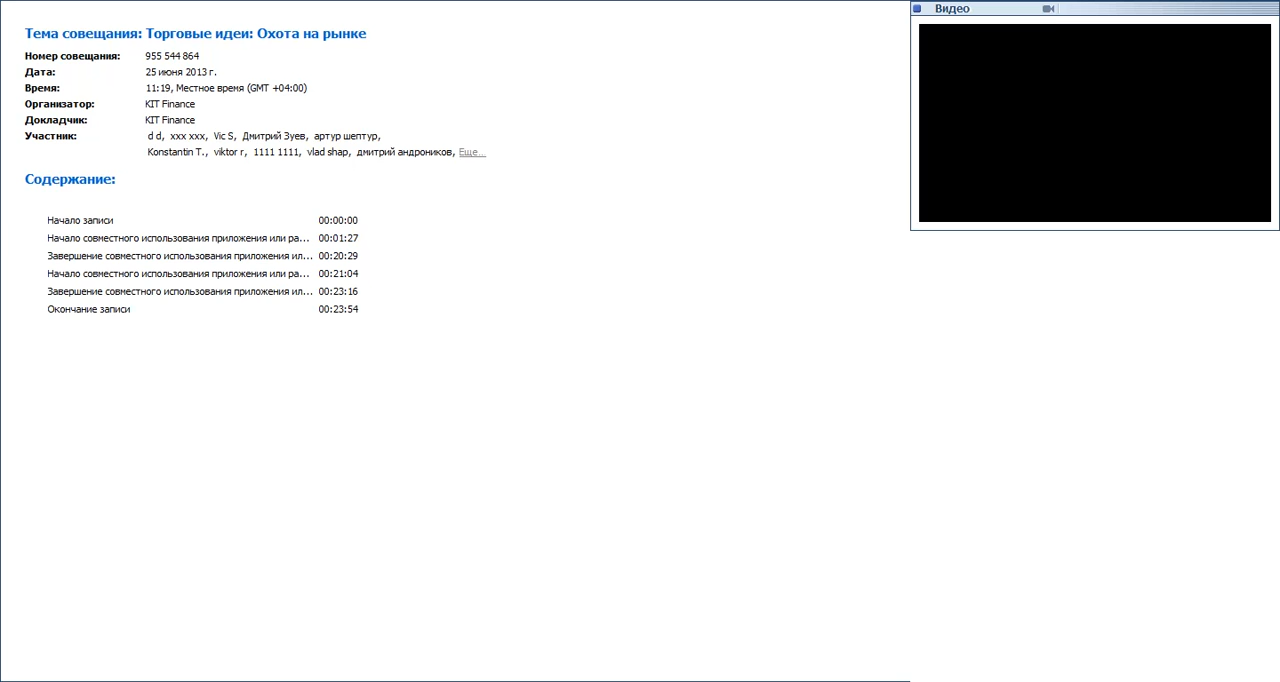 Тема совещания: Торговые идеи: Охота на рынке
Номер совещания: 955 544 864
Дата: 25 июня 2013 г.
Время: 11:19, Местное время (GMT +04:00)
Организатор: KIT Finance
Докладчик: KIT Finance
Участник: d d, xxx xxx, Vic S, Дмитрий Зуев, артур шептур,
Konstantin T., viktor r, 1111 1111, vlad shap, дмитрий андроников, Еще...
Содержание:
Начало записи 00:00:00
Начало совместного использования приложения или ра... 00:01:27
Завершение совместного использования приложения ил... 00:20:29
Начало совместного использования приложения или ра... 00:21:04
Завершение совместного использования приложения ил... 00:23:16
Окончание записи 00:23:54
Видео